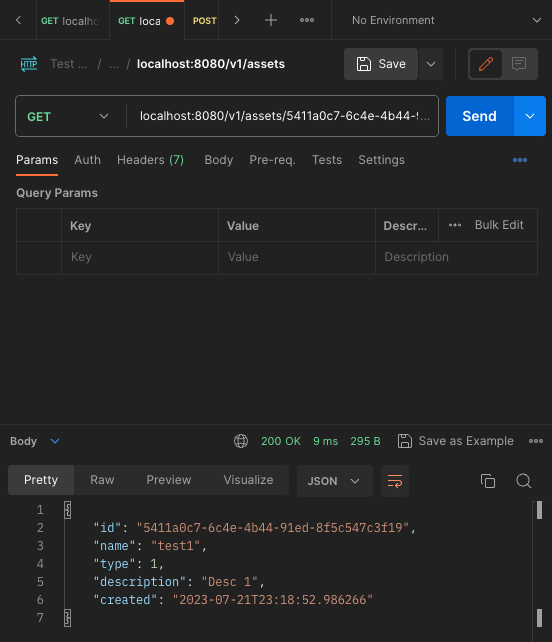 GET localho GET loca POST No Environment
HTTP Test ... / ... / localhost:8080/v1/assets Save
GET localhost:8080/v1/assets/5411a0c7-6c4e-4b44-9... Send
Params Auth Headers (7) Body Pre-req. Tests Settings
Query Params
Key Value Descr... Bulk Edit
Key Value Description
Body 200 OK 9 ms 295 B Save as Example
Pretty Raw Preview Visualize JSON
1 {
2 "id": "5411a0c7-6c4e-4b44-91ed-8f5c547c3f19",
3 "name": "test1",
4 "type": 1,
5 "description": "Desc 1",
6 "created": "2023-07-21T23:18:52.986266"
7 }